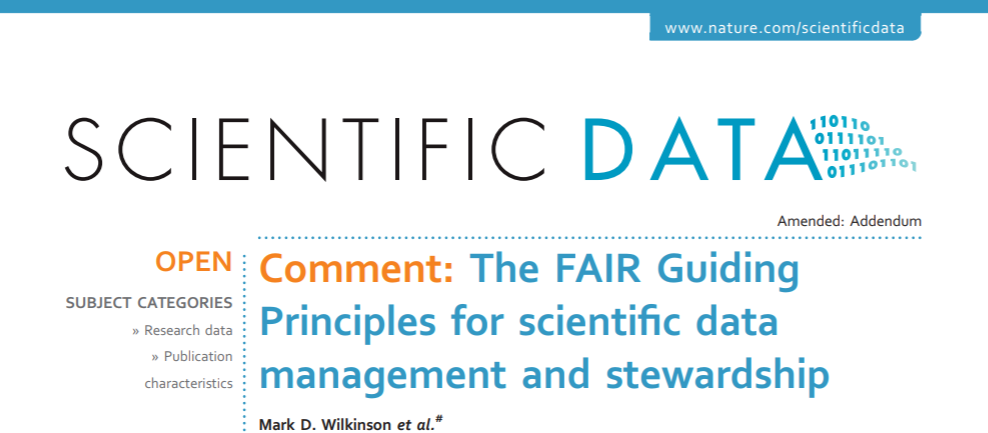 www.nature.com/scientificdata
SCIENTIFIC DATA
110110
0111101
11011110
011101101
Amended: Addendum
OPEN
SUBJECT CATEGORIES
» Research data
» Publication
characteristics
Comment: The FAIR Guiding
Principles for scientific data
management and stewardship
Mark D. Wilkinson et al.#